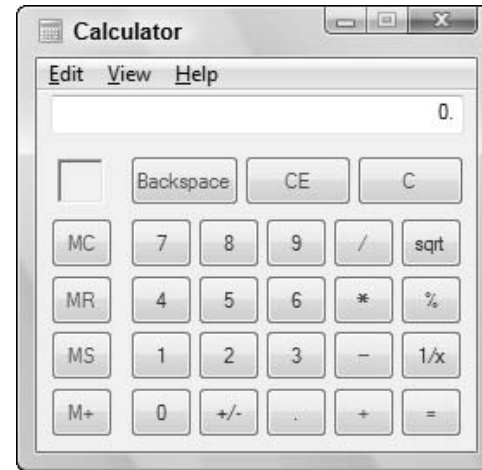 Calculator
Edit View Help
0.
Backspace CE C
MC 7 8 9 / sqrt
MR 4 5 6 * %
MS 1 2 3 - 1/x
M+ 0 +/- . + =